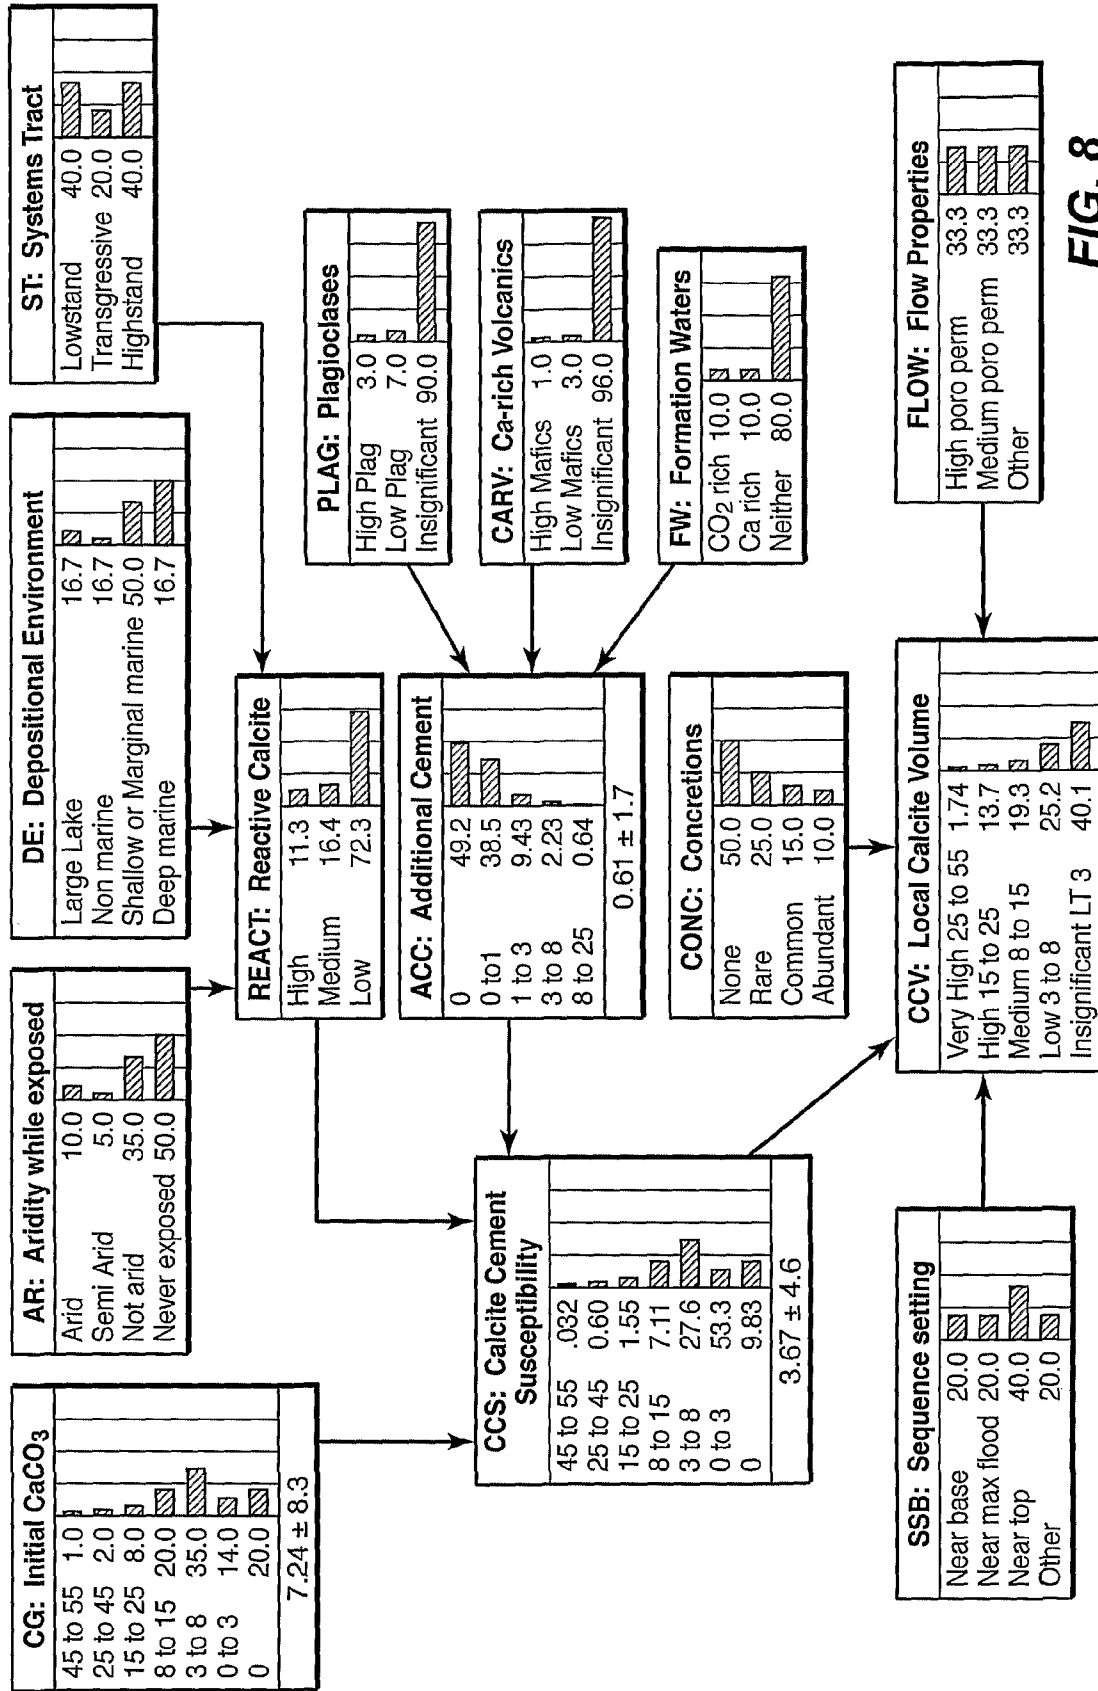 CG: Initial CaCO3
45 to 55 1.0
25 to 45 2.0
15 to 25 8.0
8 to 15 20.0
3 to 8 35.0
0 to 3 14.0
0 20.0
7.24 ± 8.3
AR: Aridity while exposed
Arid 10.0
Semi Arid 5.0
Not arid 35.0
Never exposed 50.0
DE: Depositional Environment
Large Lake 16.7
Non marine 16.7
Shallow or Marginal marine 50.0
Deep marine 16.7
ST: Systems Tract
Lowstand 40.0
Transgressive 20.0
Highstand 40.0
REACT: Reactive Calcite
High 11.3
Medium 16.4
Low 72.3
PLAG: Plagioclases
High Plag 3.0
Low Plag 7.0
Insignificant 90.0
ACC: Additional Cement
0 49.2
0 to1 38.5
1 to 3 9.43
3 to 8 2.23
8 to 25 0.64
0.61 ± 1.7
CARV: Ca-rich Volcanics
High Mafics 1.0
Low Mafics 3.0
Insignificant 96.0
CCS: Calcite Cement
Susceptibility
45 to 55 .032
25 to 45 0.60
15 to 25 1.55
8 to 15 7.11
3 to 8 27.6
0 to 3 53.3
0 9.83
3.67 ± 4.6
CONC: Concretions
None 50.0
Rare 25.0
Common 15.0
Abundant 10.0
FW: Formation Waters
CO2 rich 10.0
Ca rich 10.0
Neither 80.0
SSB: Sequence setting
Near base 20.0
Near max flood 20.0
Near top 40.0
Other 20.0
CCV: Local Calcite Volume
Very High 25 to 55 1.74
High 15 to 25 13.7
Medium 8 to 15 19.3
Low 3 to 8 25.2
Insignificant LT 3 40.1
FLOW: Flow Properties
High poro perm 33.3
Medium poro perm 33.3
Other 33.3
FIG. 8